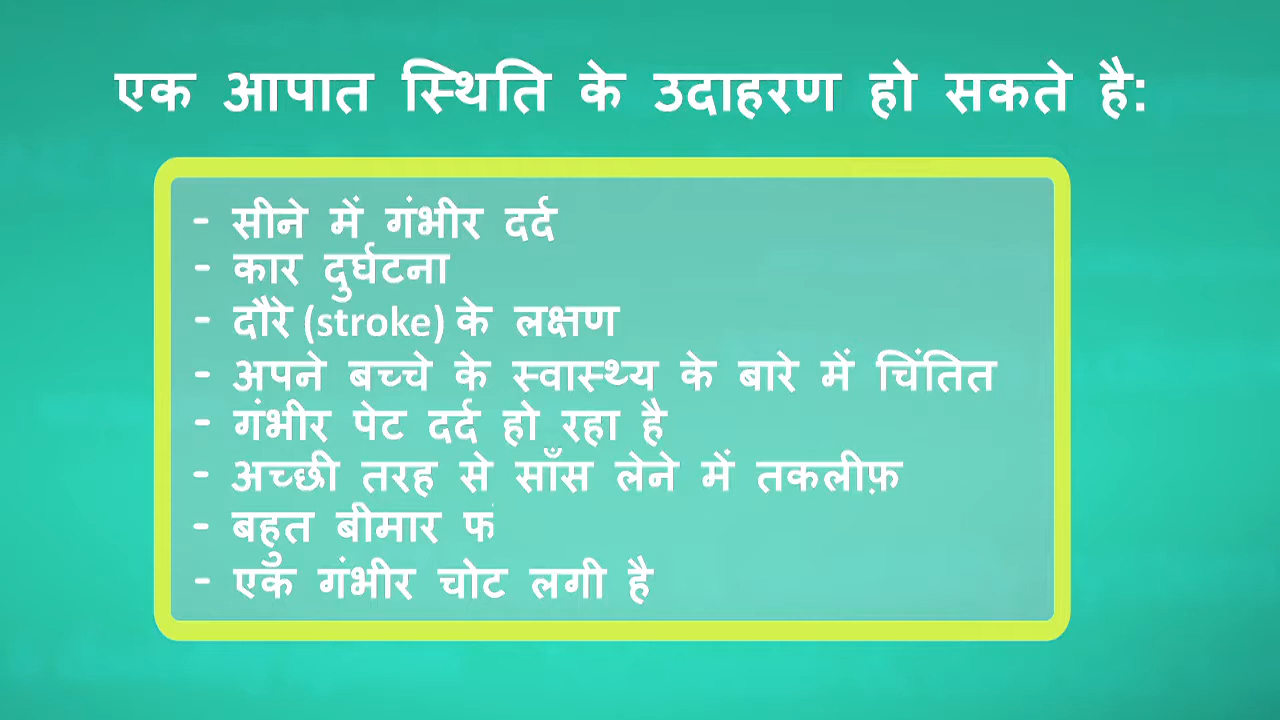 एक आपात स्थिति के उदाहरण हो सकते है:
- सीने में गंभीर दर्द
- कार दुर्घटना
- दौरे (stroke) के लक्षण
- अपने बच्चे के स्वास्थ्य के बारे में चिंतित
- गंभीर पेट दर्द हो रहा है
- अच्छी तरह से साँस लेने में तकलीफ़
- बहुत बीमार
- एक गंभीर चोट लगी है